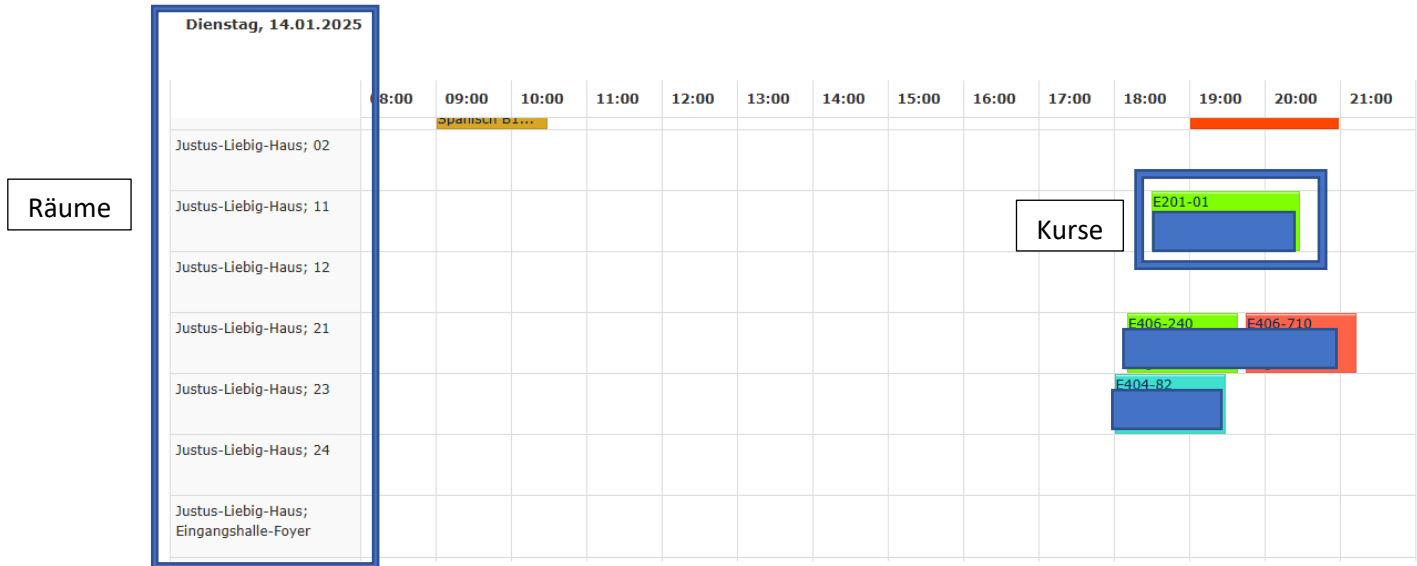 Dienstag, 14.01.2025
08:00 09:00 10:00 11:00 12:00 13:00 14:00 15:00 16:00 17:00 18:00 19:00 20:00 21:00
Spanisch B1...
Justus-Liebig-Haus; 02
Räume
Justus-Liebig-Haus; 11
E201-01
Kurse
Justus-Liebig-Haus; 12
Justus-Liebig-Haus; 21
E406-240 E406-710
Justus-Liebig-Haus; 23
E404-82
Justus-Liebig-Haus; 24
Justus-Liebig-Haus;
Eingangshalle-Foyer